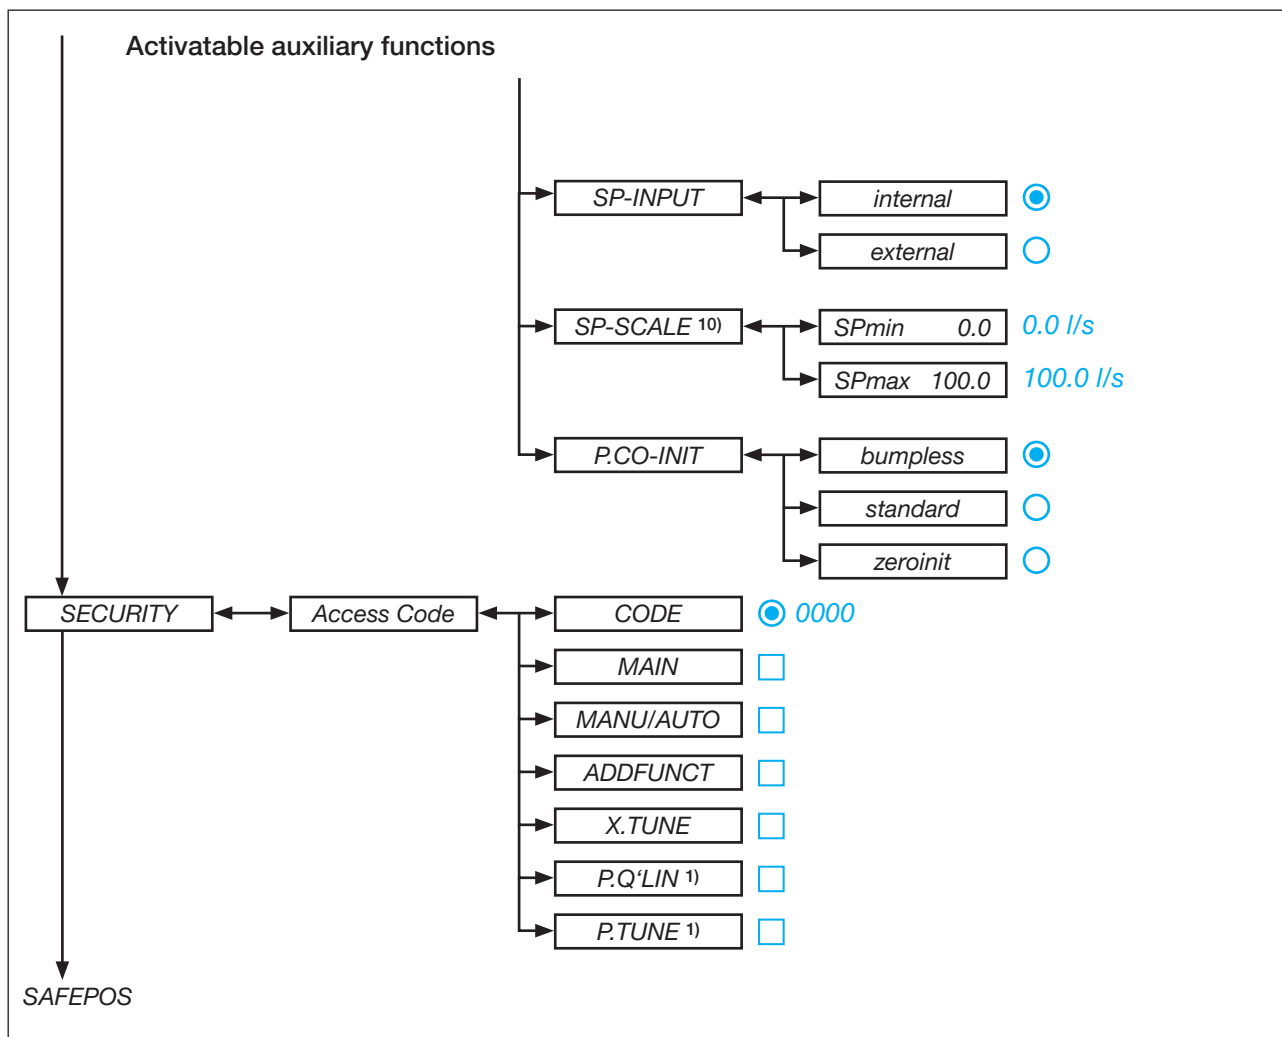 Activatable auxiliary functions
SP-INPUT
internal
external
SP-SCALE 10)
SPmin 0.0
0.0 l/s
SPmax 100.0
100.0 l/s
P.CO-INIT
bumpless
standard
zeroinit
SECURITY
Access Code
CODE
0000
MAIN
MANU/AUTO
ADDFUNCT
X.TUNE
P.Q‘LIN 1)
P.TUNE 1)
SAFEPOS